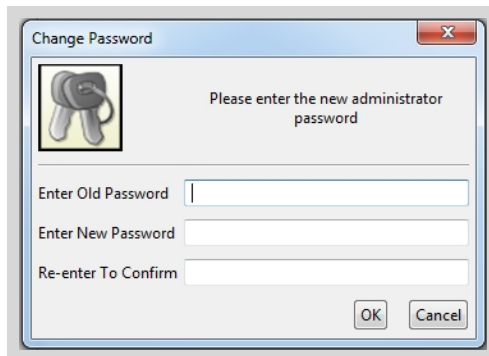 Change Password
Please enter the new administrator
password
Enter Old Password
Enter New Password
Re-enter To Confirm
OK Cancel